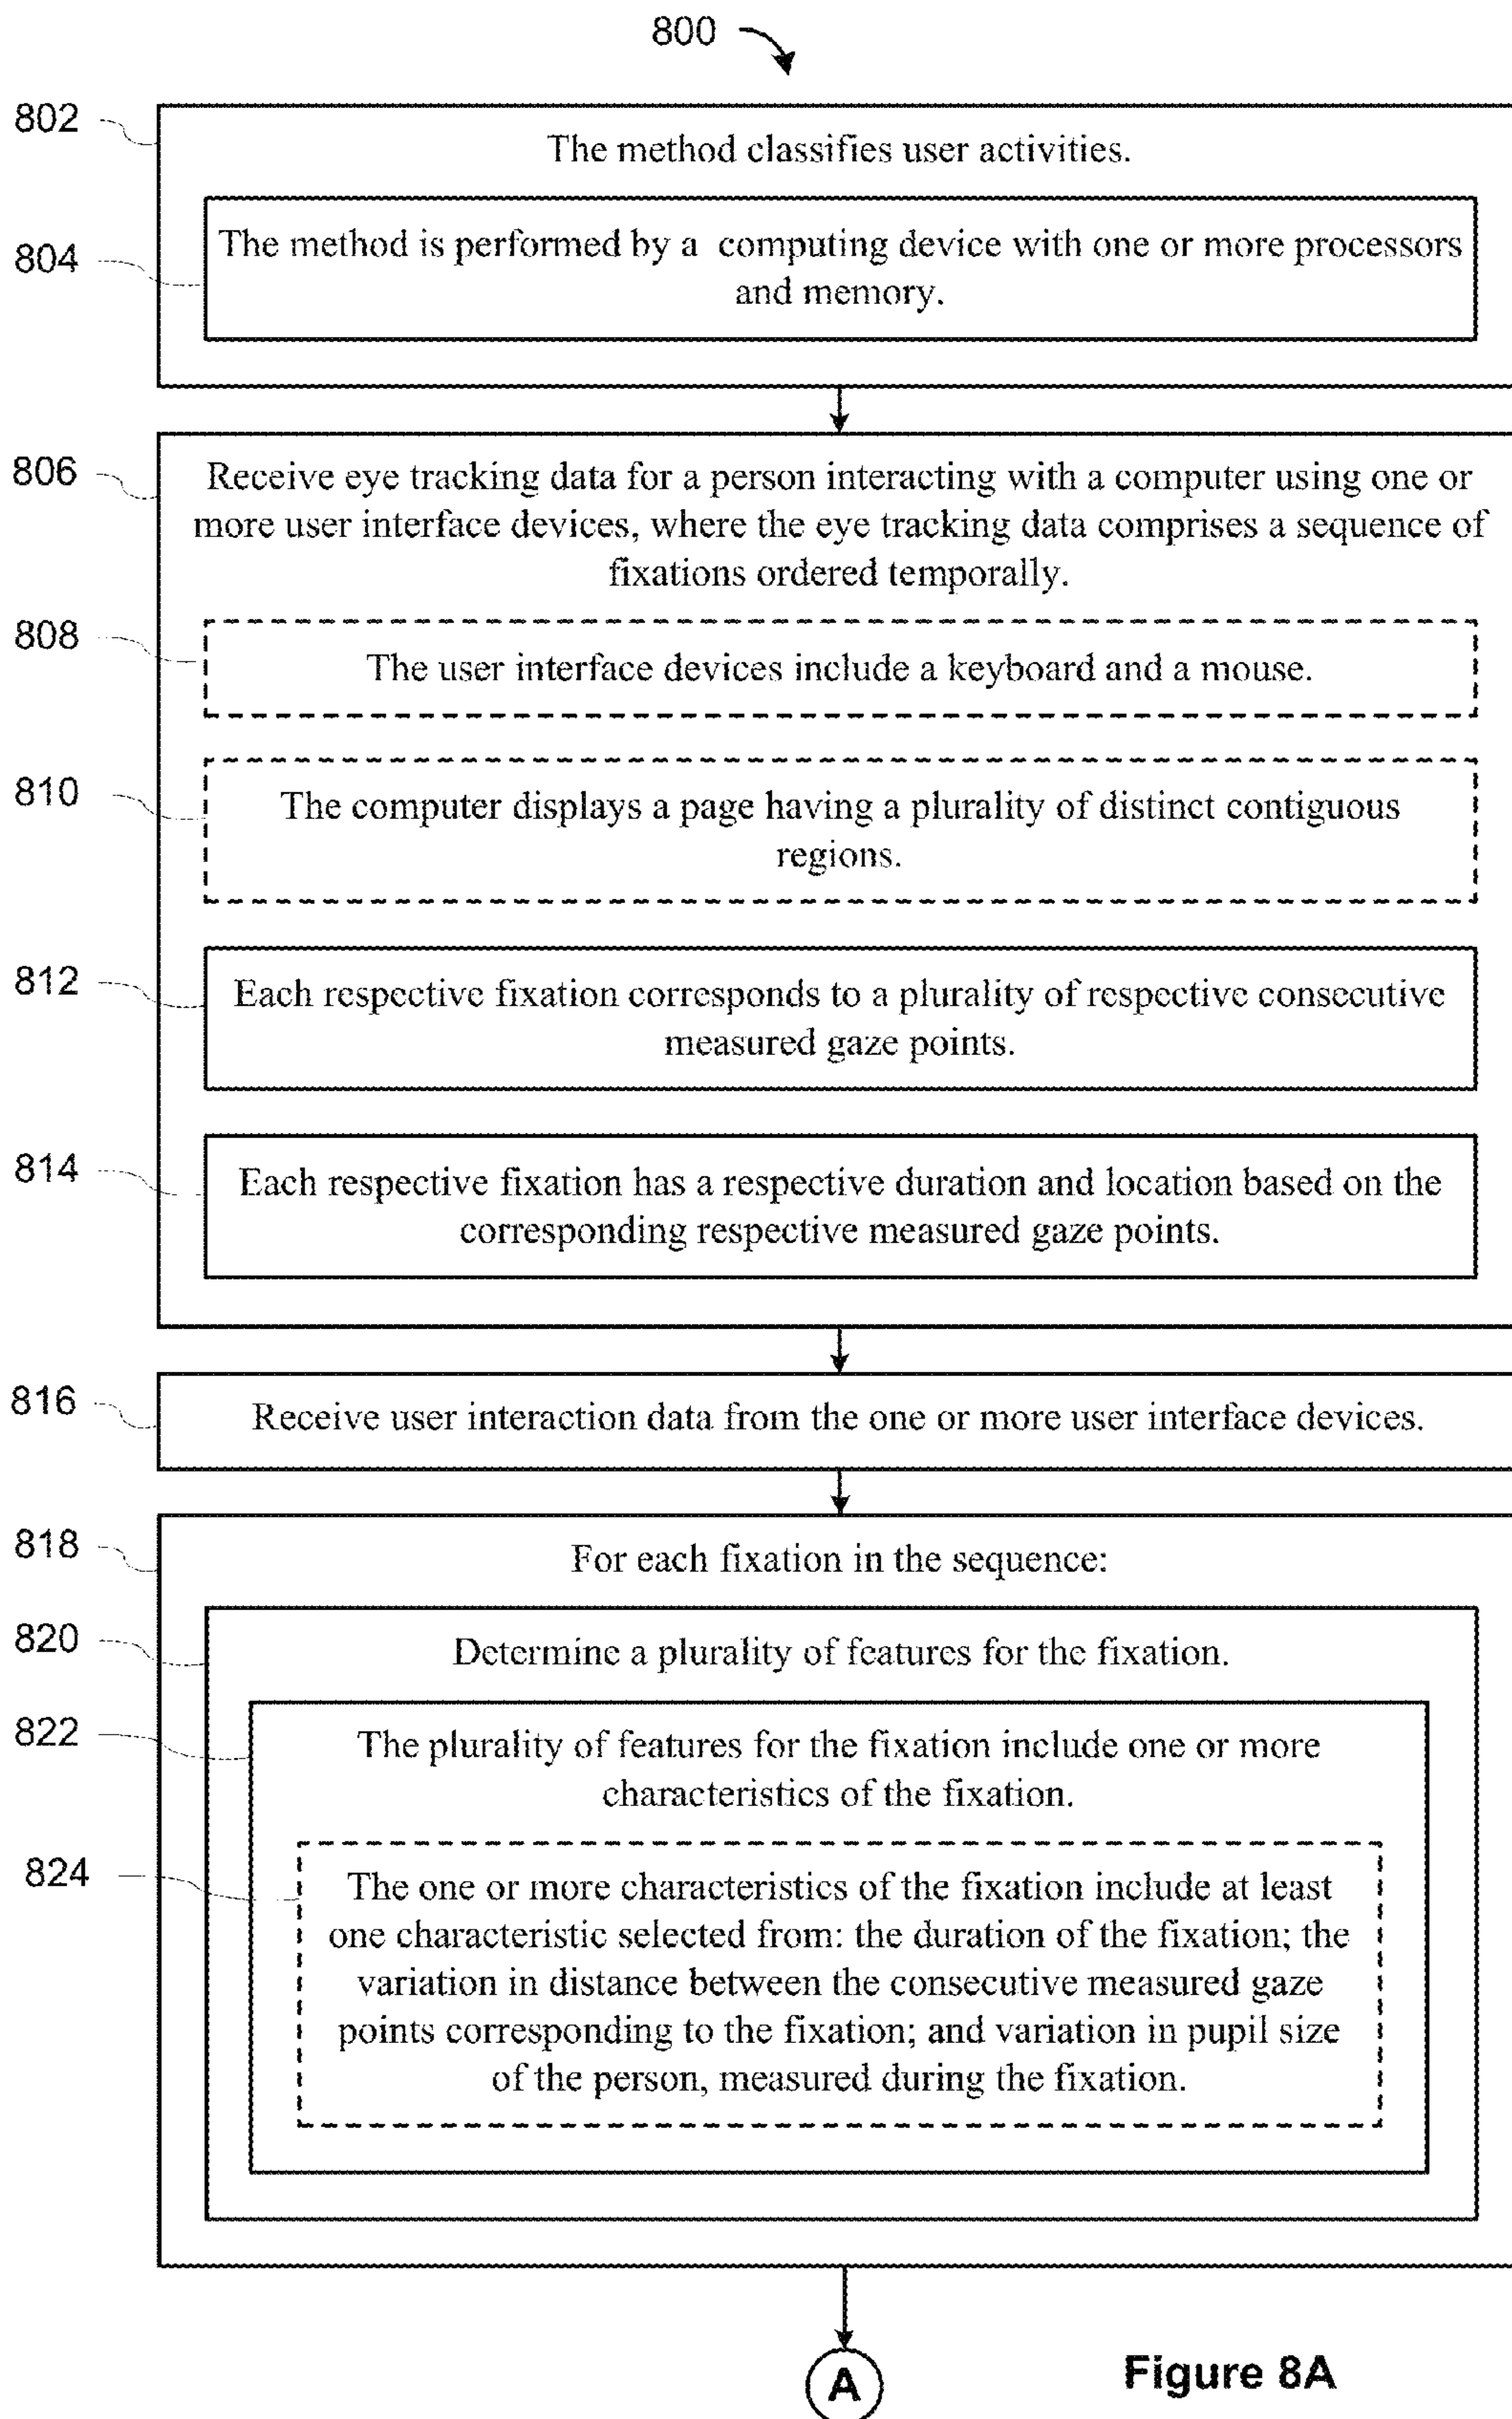 800
802
The method classifies user activities.
804
The method is performed by a computing device with one or more processors
and memory.
806
Receive eye tracking data for a person interacting with a computer using one or
more user interface devices, where the eye tracking data comprises a sequence of
fixations ordered temporally.
808
The user interface devices include a keyboard and a mouse.
810
The computer displays a page having a plurality of distinct contiguous
regions.
812
Each respective fixation corresponds to a plurality of respective consecutive
measured gaze points.
814
Each respective fixation has a respective duration and location based on the
corresponding respective measured gaze points.
816
Receive user interaction data from the one or more user interface devices.
818
For each fixation in the sequence:
820
Determine a plurality of features for the fixation.
822
The plurality of features for the fixation include one or more
characteristics of the fixation.
824
The one or more characteristics of the fixation include at least
one characteristic selected from: the duration of the fixation; the
variation in distance between the consecutive measured gaze
points corresponding to the fixation; and variation in pupil size
of the person, measured during the fixation.
A
Figure 8A